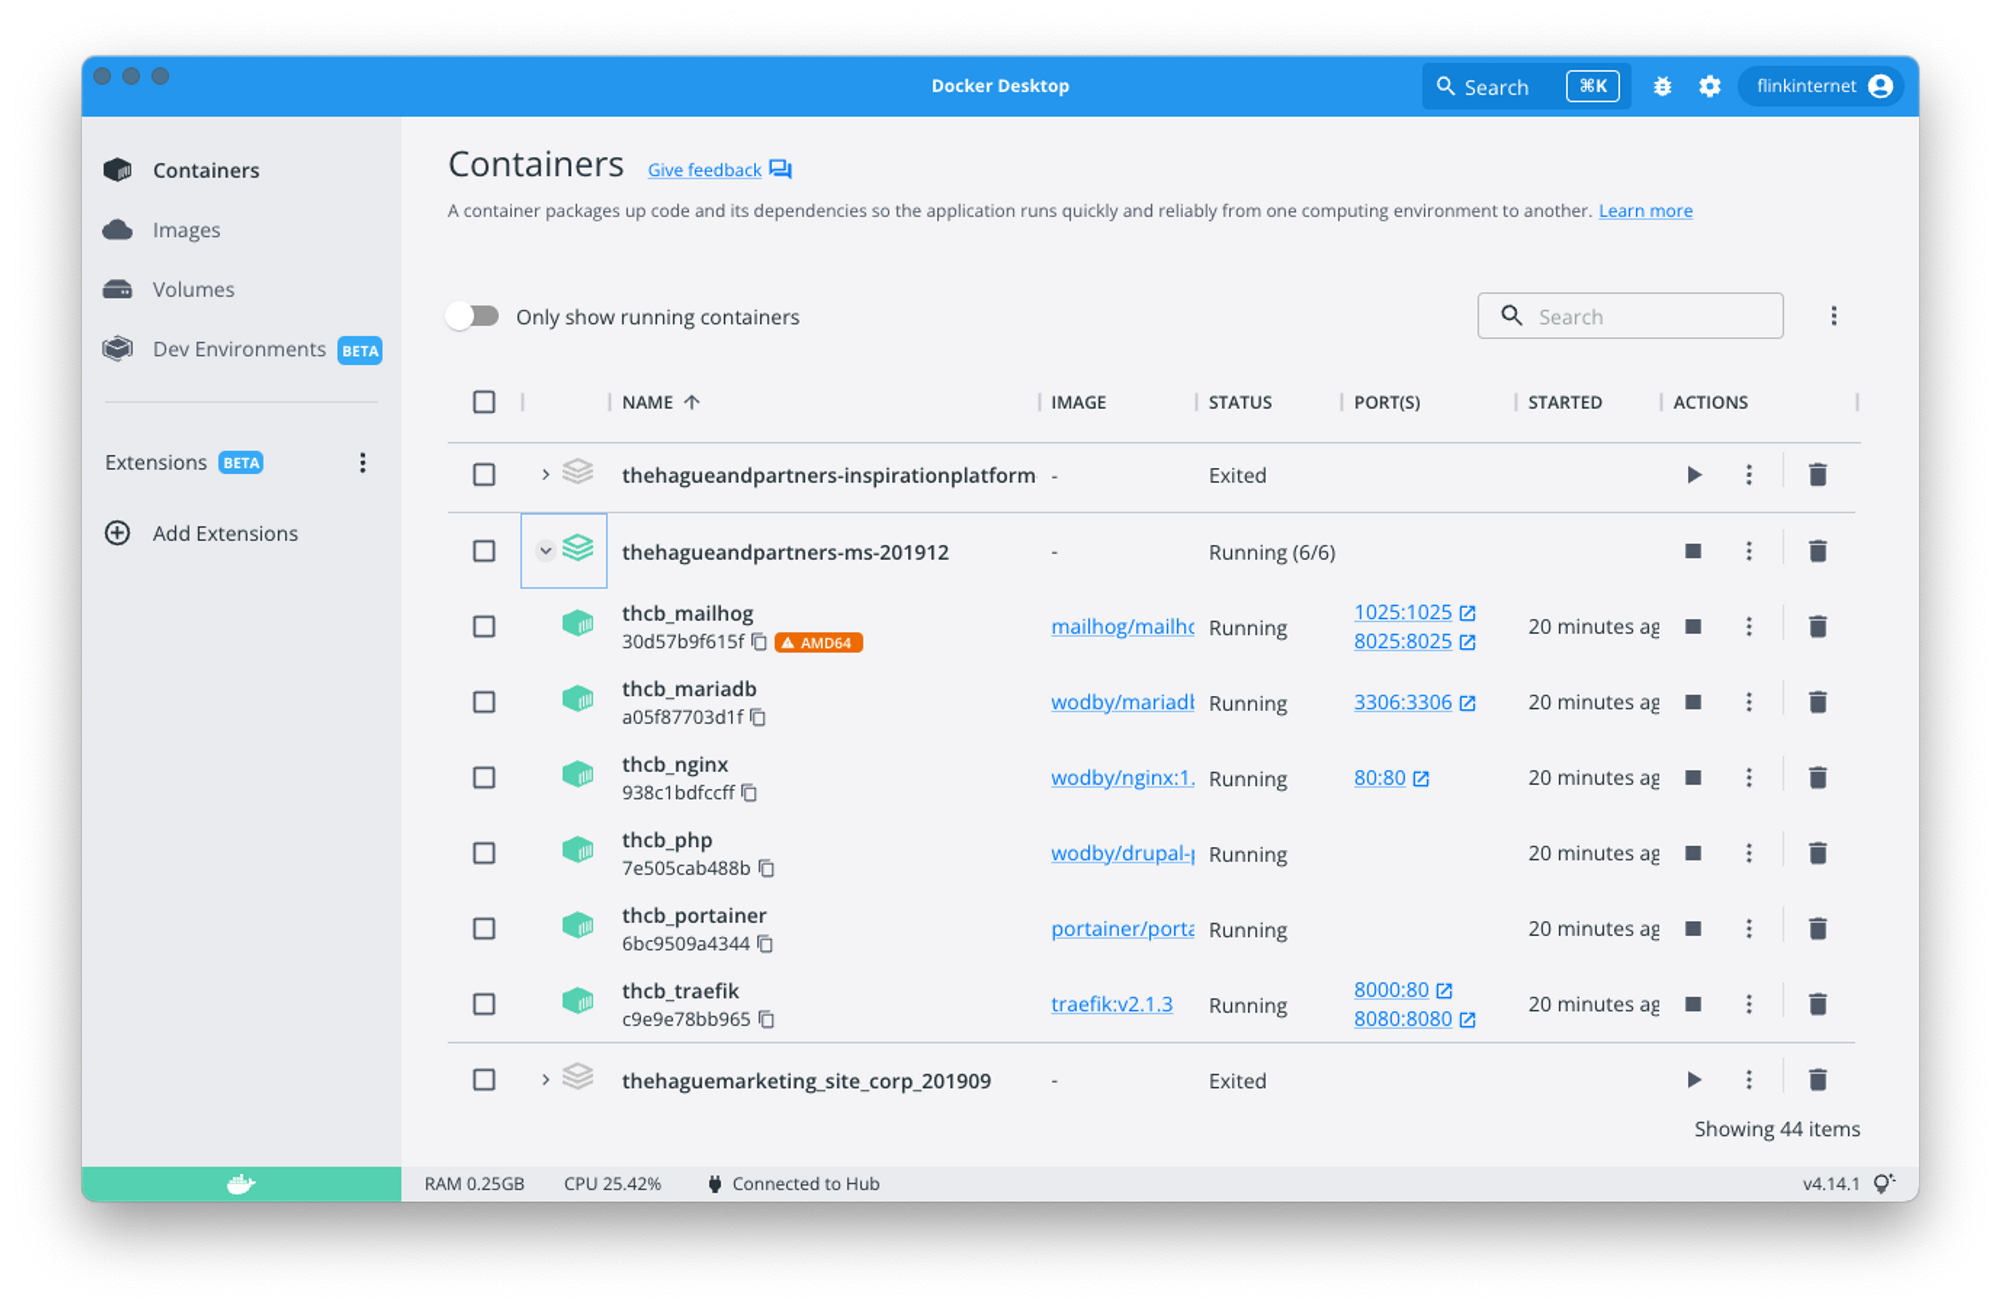 Docker Desktop
Search ⌘K
flinkinternet
Containers
Images
Volumes
Dev Environments BETA
Extensions BETA
Add Extensions
Containers Give feedback
A container packages up code and its dependencies so the application runs quickly and reliably from one computing environment to another. Learn more
Only show running containers
Search
NAME IMAGE STATUS PORT(S) STARTED ACTIONS
thehagueandpartners-inspirationplatform - Exited
thehagueandpartners-ms-201912 - Running (6/6)
thcb_mailhog
30d57b9f615f AMD64
mailhog/mailho Running
1025:1025
8025:8025
20 minutes ag
thcb_mariadb
a05f87703d1f
wodby/mariadb Running 3306:3306 20 minutes ag
thcb_nginx
938c1bdfccff
wodby/nginx:1. Running 80:80 20 minutes ag
thcb_php
7e505cab488b
wodby/drupal-p Running 20 minutes ag
thcb_portainer
6bc9509a4344
portainer/porta Running 20 minutes ag
thcb_traefik
c9e9e78bb965
traefik:v2.1.3 Running
8000:80
8080:8080
20 minutes ag
thehaguemarketing_site_corp_201909 - Exited
Showing 44 items
RAM 0.25GB CPU 25.42% Connected to Hub v4.14.1